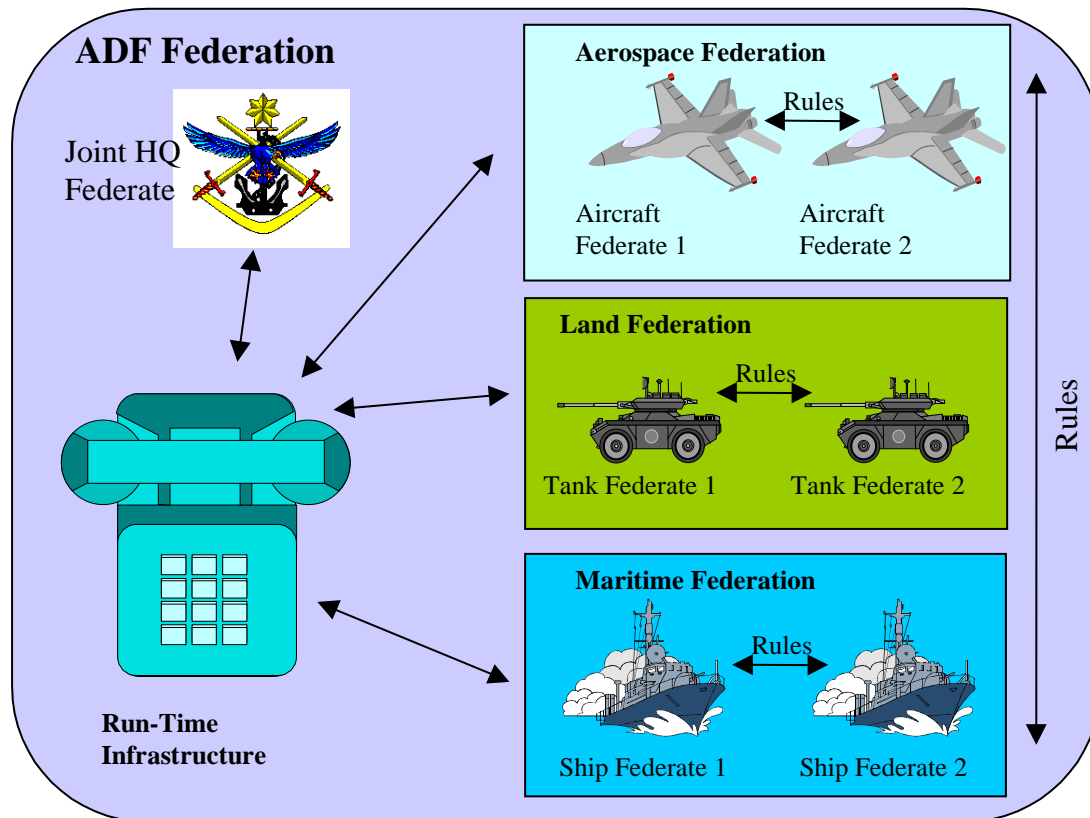 ADF Federation
Joint HQ
Federate
Aerospace Federation
Rules
Aircraft
Federate 1
Aircraft
Federate 2
Land Federation
Rules
Tank Federate 1
Tank Federate 2
Maritime Federation
Rules
Ship Federate 1
Ship Federate 2
Rules
Run-Time
Infrastructure